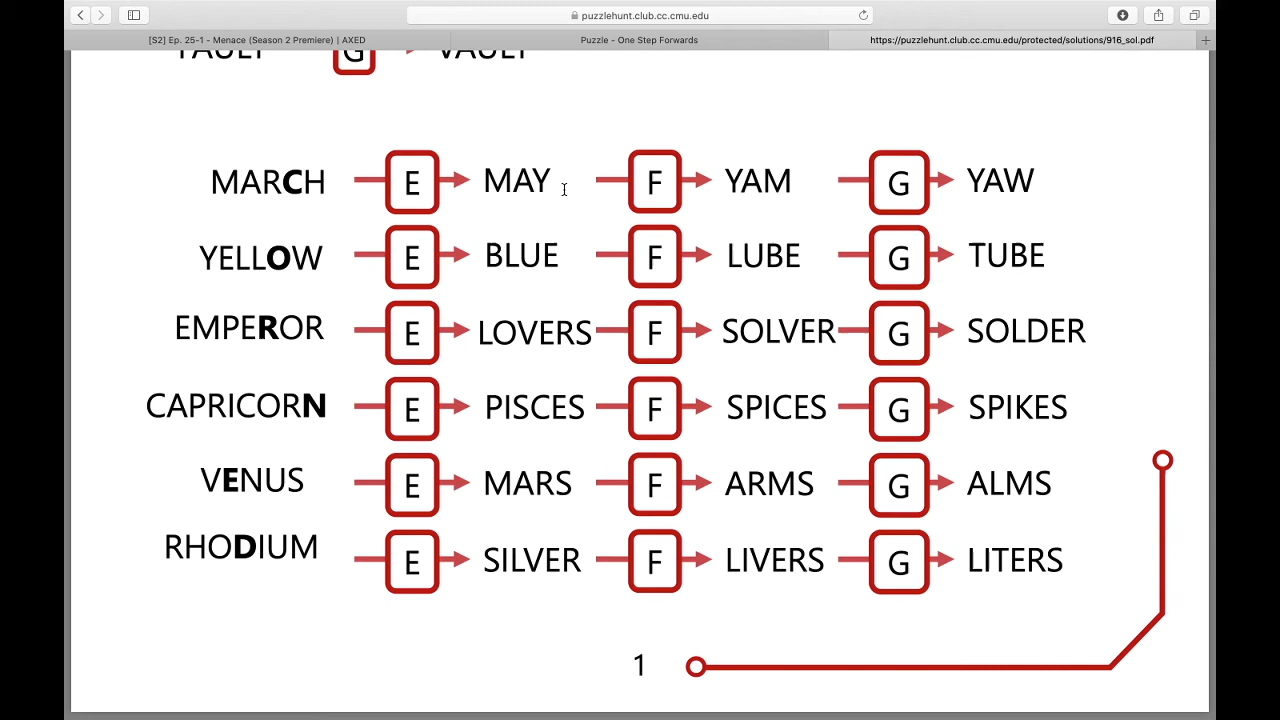 puzzlehunt.club.cc.cmu.edu
[S2] Ep. 25-1 - Menace (Season 2 Premiere) | AXED Puzzle - One Step Forwards https://puzzlehunt.club.cc.cmu.edu/protected/solutions/916_sol.pdf
G VAULT
MARCH E MAY F YAM G YAW
YELLOW E BLUE F LUBE G TUBE
EMPEROR E LOVERS F SOLVER G SOLDER
CAPRICORN E PISCES F SPICES G SPIKES
VENUS E MARS F ARMS G ALMS
RHODIUM E SILVER F LIVERS G LITERS
1